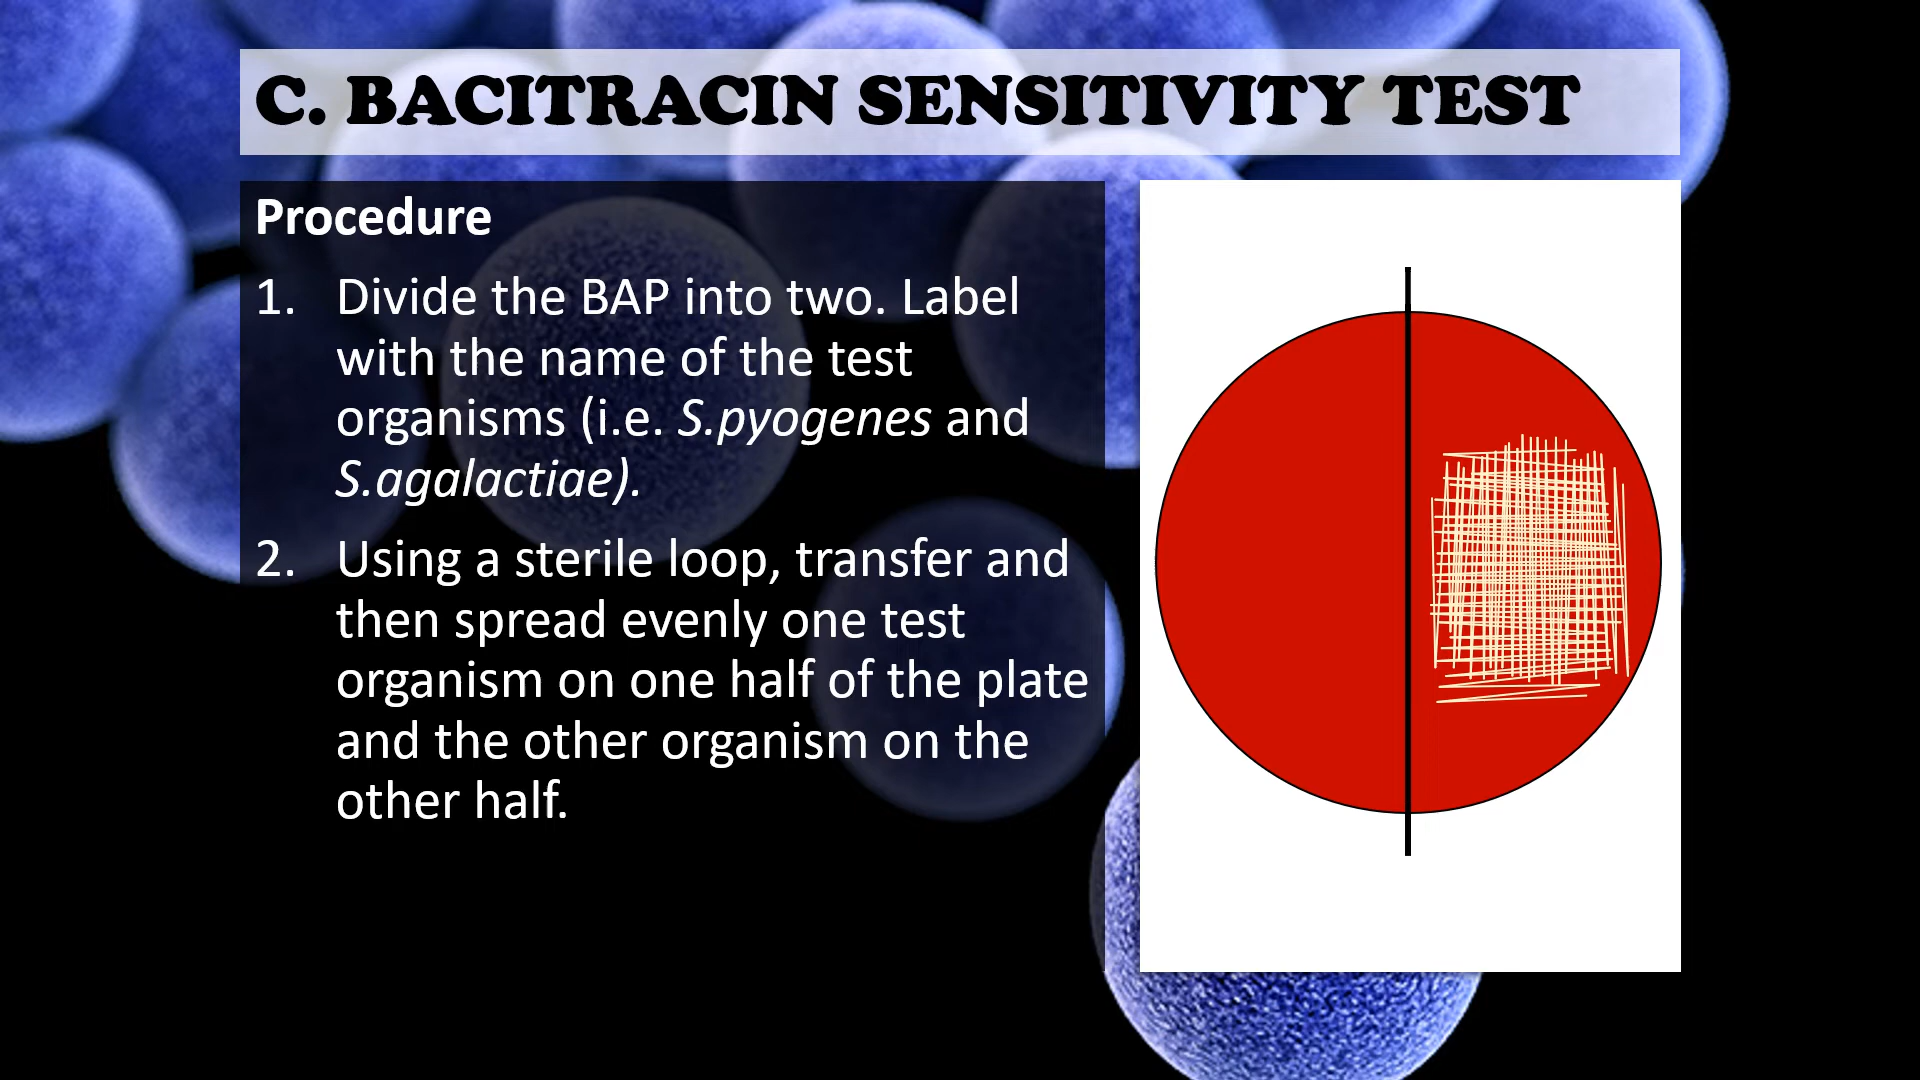 C. BACITRACIN SENSITIVITY TEST
Procedure
1. Divide the BAP into two. Label
with the name of the test
organisms (i.e. S.pyogenes and
S.agalactiae).
2. Using a sterile loop, transfer and
then spread evenly one test
organism on one half of the plate
and the other organism on the
other half.